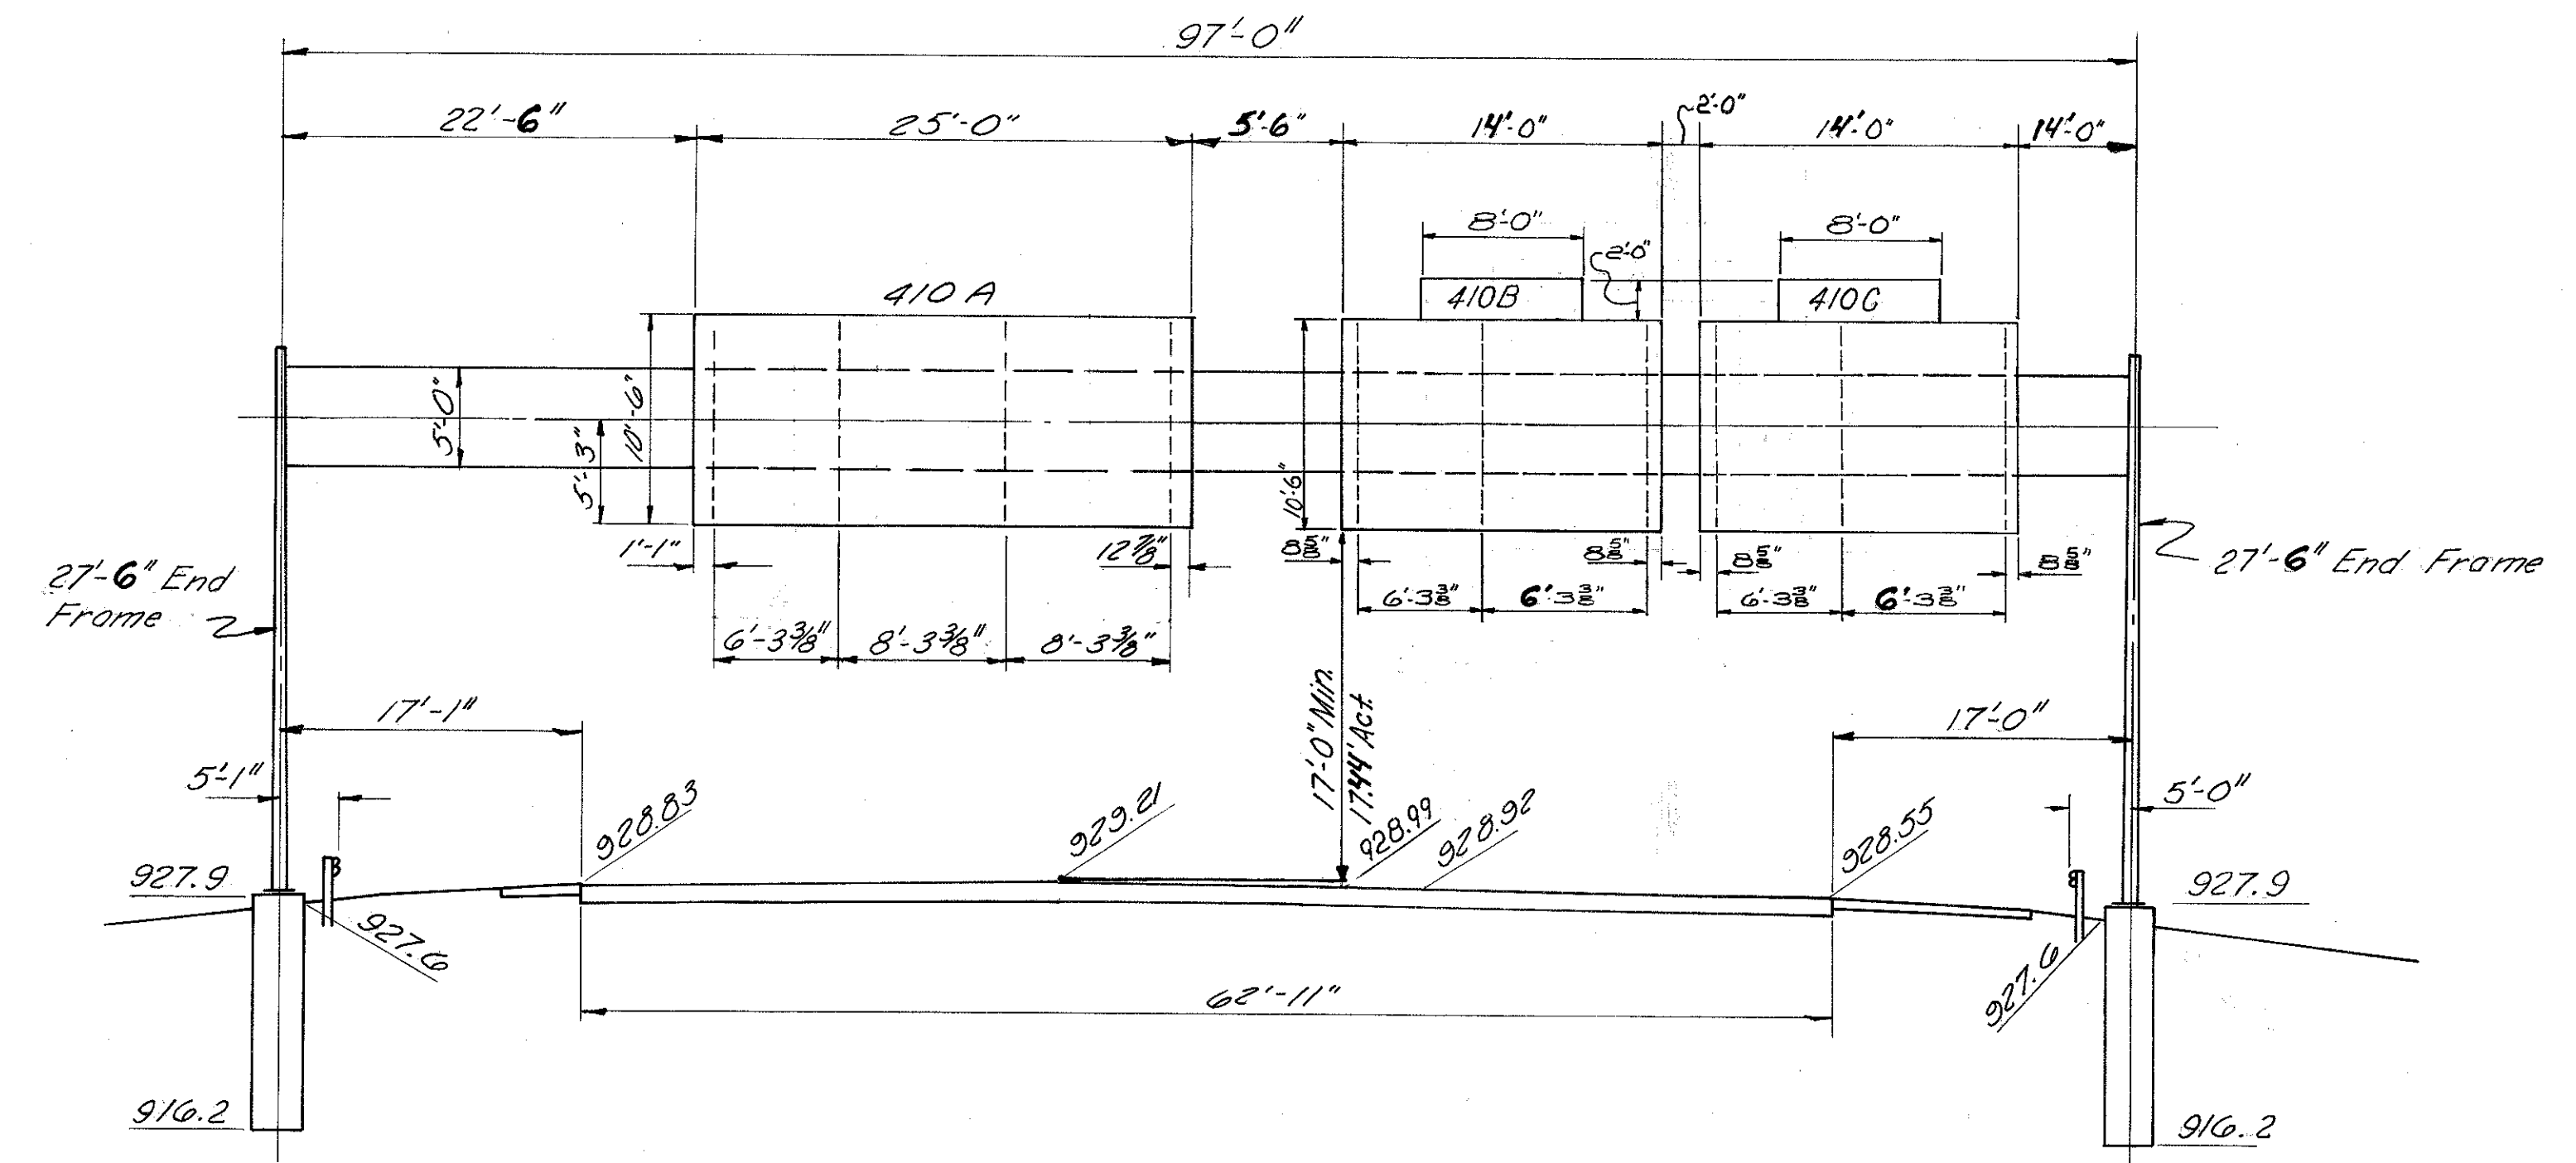 97'-0"
22'-6" 25'-0" 5'-6" 14'-0" 2'-0" 14'-0" 14'-0"
8'-0" 8'-0"
2'-0"
410A 410B 410C
5'-0" 5'-3" 10'-6" 10'-6"
1'-1" 12 7/8" 8 5/8" 8 5/8" 8 5/8" 8 5/8"
27'-6" End
Frame
27'-6" End Frame
6'-3 3/8" 6'-3 3/8" 6'-3 3/8" 6'-3 3/8"
6'-3 3/8" 8'-3 3/8" 8'-3 3/8"
17'-1" 17'-0" Min. 17'-0"
17.44' Act.
5'-1" 5'-0"
928.83 929.21 928.99 928.92 928.55
927.9 927.9
927.6 927.6
62'-11"
916.2 916.2